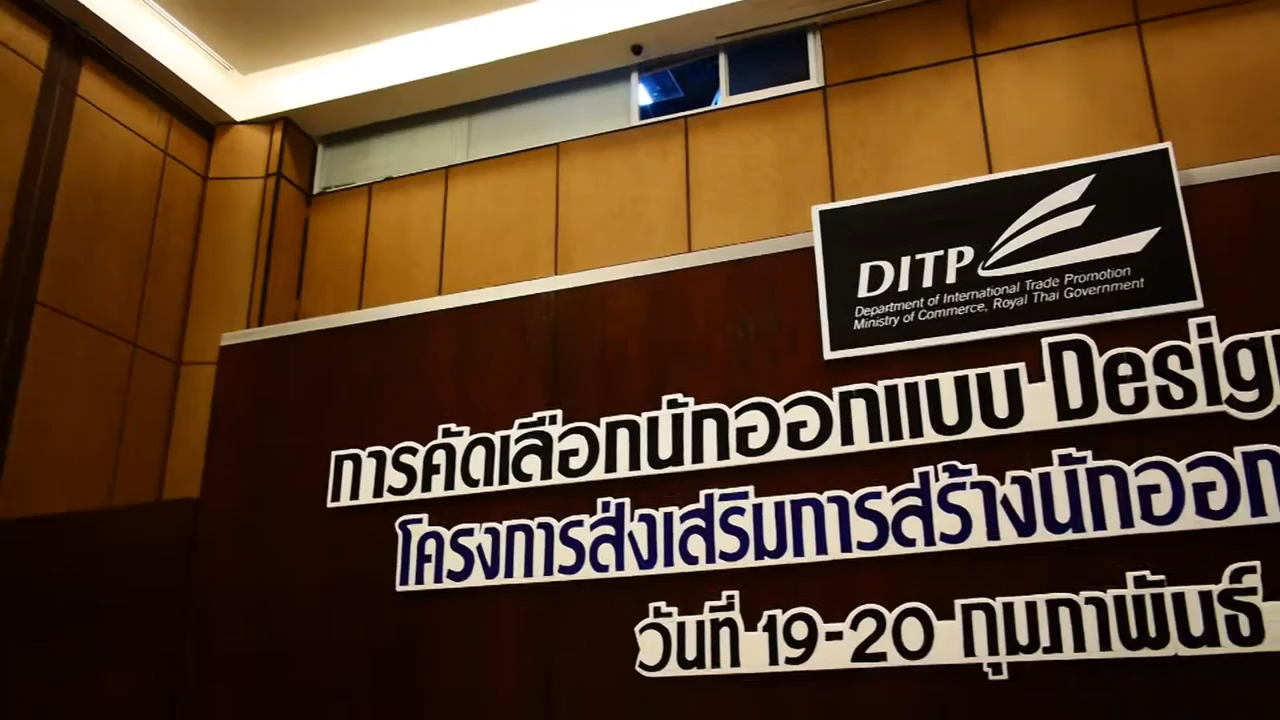 DITP
Department of International Trade Promotion
Ministry of Commerce, Royal Thai Government
การคัดเลือกนักออกแบบ Desig
โครงการส่งเสริมการสร้างนักออก
วันที่ 19-20 กุมภาพันธ์